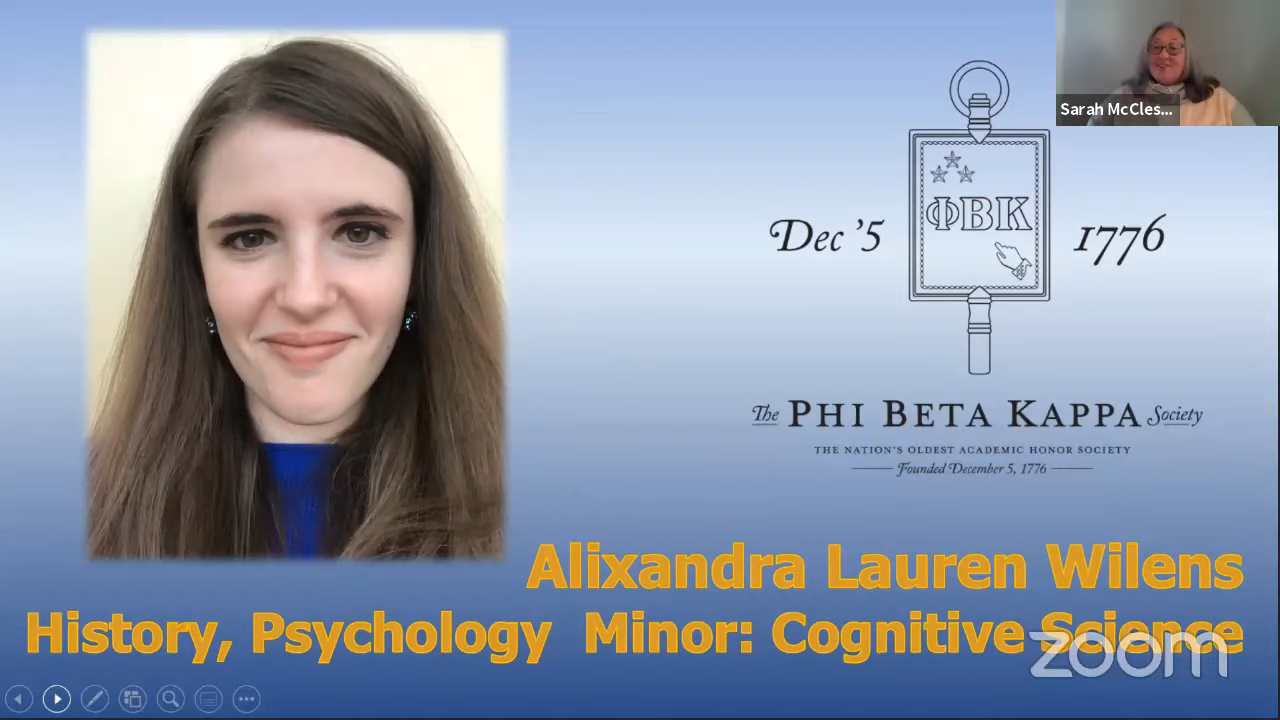 Sarah McCles...
Dec '5
ΦΒΚ
1776
The PHI BETA KAPPA Society
THE NATION'S OLDEST ACADEMIC HONOR SOCIETY
Founded December 5, 1776
Alixandra Lauren Wilens
History, Psychology Minor: Cognitive Science
zoom